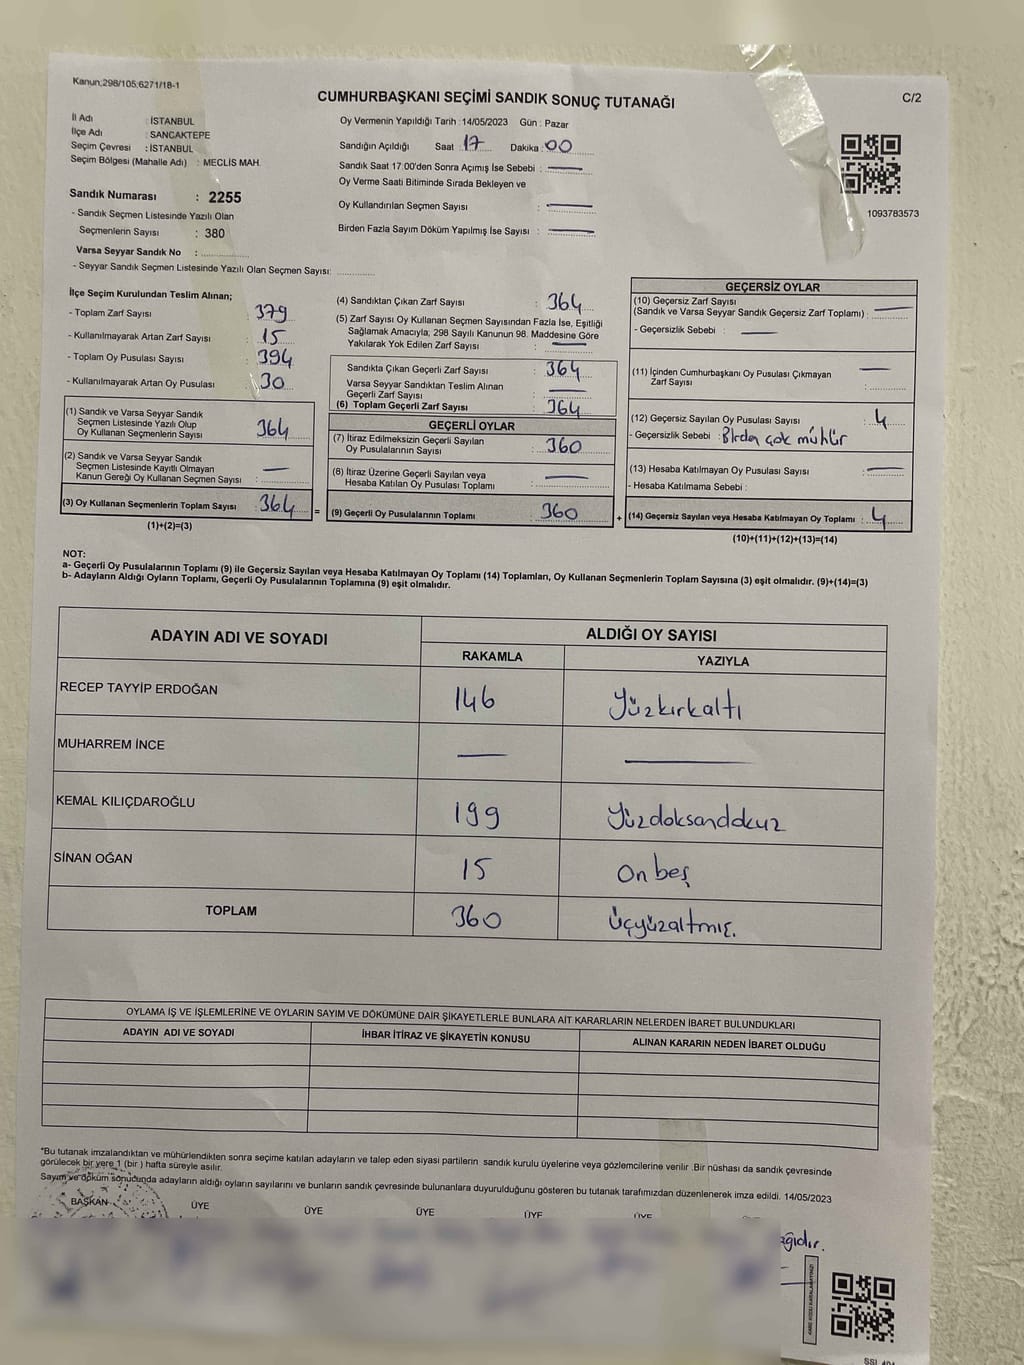 Kanun;298/105;6271/18-1
CUMHURBAŞKANI SEÇİMİ SANDIK SONUÇ TUTANAĞI
C/2
İl Adı : İSTANBUL
İlçe Adı : SANCAKTEPE
Seçim Çevresi : İSTANBUL
Seçim Bölgesi (Mahalle Adı) : MECLİS MAH.
Sandık Numarası : 2255
- Sandık Seçmen Listesinde Yazılı Olan
Seçmenlerin Sayısı : 380
Varsa Seyyar Sandık No :
- Seyyar Sandık Seçmen Listesinde Yazılı Olan Seçmen Sayısı:
Oy Vermenin Yapıldığı Tarih : 14/05/2023 Gün : Pazar
Sandığın Açıldığı Saat : 17 Dakika : 00
Sandık Saat 17:00'den Sonra Açımış İse Sebebi : —
Oy Verme Saati Bitiminde Sırada Bekleyen ve
Oy Kullandırılan Seçmen Sayısı : —
Birden Fazla Sayım Döküm Yapılmış İse Sayısı : —
1093783573
İlçe Seçim Kurulundan Teslim Alınan;
- Toplam Zarf Sayısı : 379
- Kullanılmayarak Artan Zarf Sayısı : 15
- Toplam Oy Pusulası Sayısı : 394
- Kullanılmayarak Artan Oy Pusulası : 30
(1) Sandık ve Varsa Seyyar Sandık
Seçmen Listesinde Yazılı Olup
Oy Kullanan Seçmenlerin Sayısı : 364
(2) Sandık ve Varsa Seyyar Sandık
Seçmen Listesinde Kayıtlı Olmayan
Kanun Gereği Oy Kullanan Seçmen Sayısı : —
(3) Oy Kullanan Seçmenlerin Toplam Sayısı : 364 =
(1)+(2)=(3)
(4) Sandıktan Çıkan Zarf Sayısı : 364
(5) Zarf Sayısı Oy Kullanan Seçmen Sayısından Fazla İse, Eşitliği
Sağlamak Amacıyla; 298 Sayılı Kanunun 98. Maddesine Göre
Yakılarak Yok Edilen Zarf Sayısı : —
Sandıkta Çıkan Geçerli Zarf Sayısı : 364
Varsa Seyyar Sandıktan Teslim Alınan
Geçerli Zarf Sayısı : —
(6) Toplam Geçerli Zarf Sayısı : 364
GEÇERLİ OYLAR
(7) İtiraz Edilmeksizin Geçerli Sayılan
Oy Pusulalarının Sayısı : 360
(8) İtiraz Üzerine Geçerli Sayılan veya
Hesaba Katılan Oy Pusulası Toplamı : —
(9) Geçerli Oy Pusulalarının Toplamı : 360 +
GEÇERSİZ OYLAR
(10) Geçersiz Zarf Sayısı
(Sandık ve Varsa Seyyar Sandık Geçersiz Zarf Toplamı) : —
- Geçersizlik Sebebi : —
(11) İçinden Cumhurbaşkanı Oy Pusulası Çıkmayan
Zarf Sayısı : —
(12) Geçersiz Sayılan Oy Pusulası Sayısı : 4
- Geçersizlik Sebebi : Birden çok mühür
(13) Hesaba Katılmayan Oy Pusulası Sayısı : —
- Hesaba Katılmama Sebebi :
(14) Geçersiz Sayılan veya Hesaba Katılmayan Oy Toplamı : 4
(10)+(11)+(12)+(13)=(14)
NOT:
a- Geçerli Oy Pusulalarının Toplamı (9) ile Geçersiz Sayılan veya Hesaba Katılmayan Oy Toplamı (14) Toplamları, Oy Kullanan Seçmenlerin Toplam Sayısına (3) eşit olmalıdır. (9)+(14)=(3)
b- Adayların Aldığı Oyların Toplamı, Geçerli Oy Pusulalarının Toplamına (9) eşit olmalıdır.
ADAYIN ADI VE SOYADI
ALDIĞI OY SAYISI
RAKAMLA YAZIYLA
RECEP TAYYİP ERDOĞAN 146 Yüzkırkaltı
MUHARREM İNCE — —
KEMAL KILIÇDAROĞLU 199 Yüzdoksandokuz
SİNAN OĞAN 15 On beş
TOPLAM 360 Üçyüzaltmış.
OYLAMA İŞ VE İŞLEMLERİNE VE OYLARIN SAYIM VE DÖKÜMÜNE DAİR ŞİKAYETLERLE BUNLARA AİT KARARLARIN NELERDEN İBARET BULUNDUKLARI
ADAYIN ADI VE SOYADI İHBAR İTİRAZ VE ŞİKAYETİN KONUSU ALINAN KARARIN NEDEN İBARET OLDUĞU
*Bu tutanak imzalandıktan ve mühürlendikten sonra seçime katılan adayların ve talep eden siyasi partilerin sandık kurulu üyelerine veya gözlemcilerine verilir .Bir nüshası da sandık çevresinde
görülecek bir yere 1 (bir ) hafta süreyle asılır.
Sayım ve döküm sonucunda adayların aldığı oyların sayılarını ve bunların sandık çevresinde bulunanlara duyurulduğunu gösteren bu tutanak tarafımızdan düzenlenerek imza edildi. 14/05/2023
BAŞKAN ÜYE ÜYE ÜYE ÜYE ÜYE